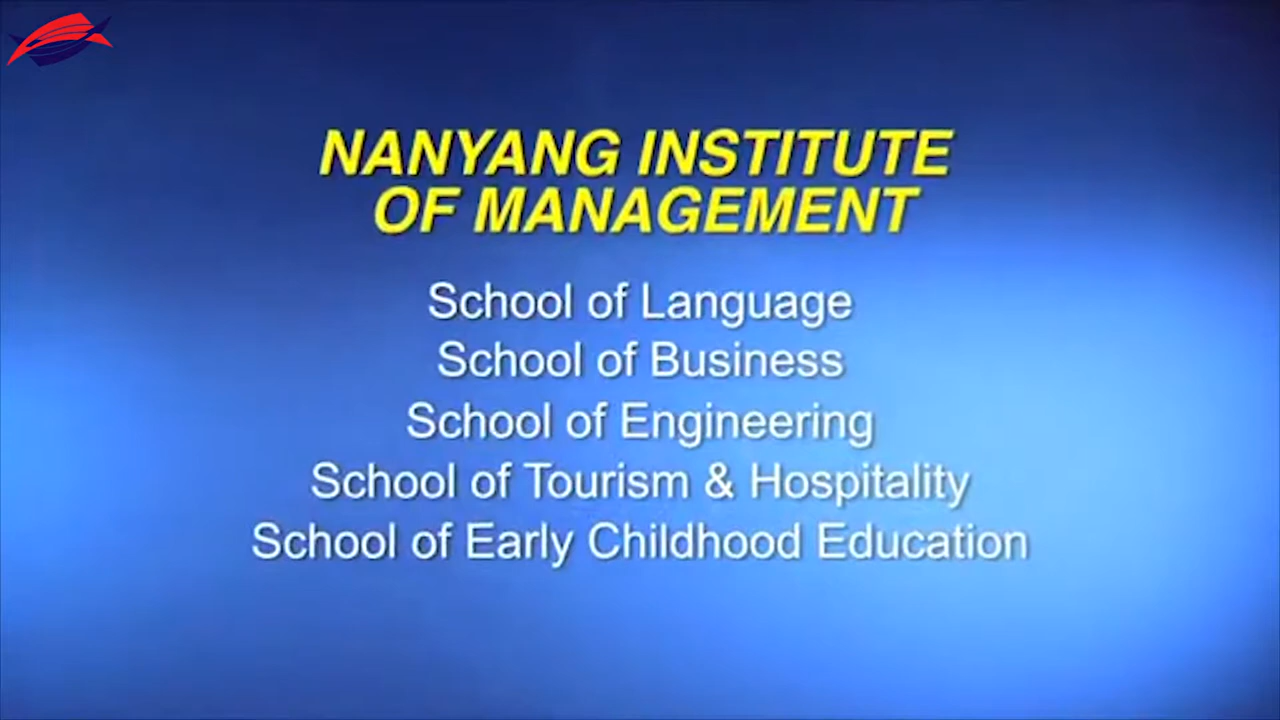 NANYANG INSTITUTE
OF MANAGEMENT
School of Language
School of Business
School of Engineering
School of Tourism & Hospitality
School of Early Childhood Education